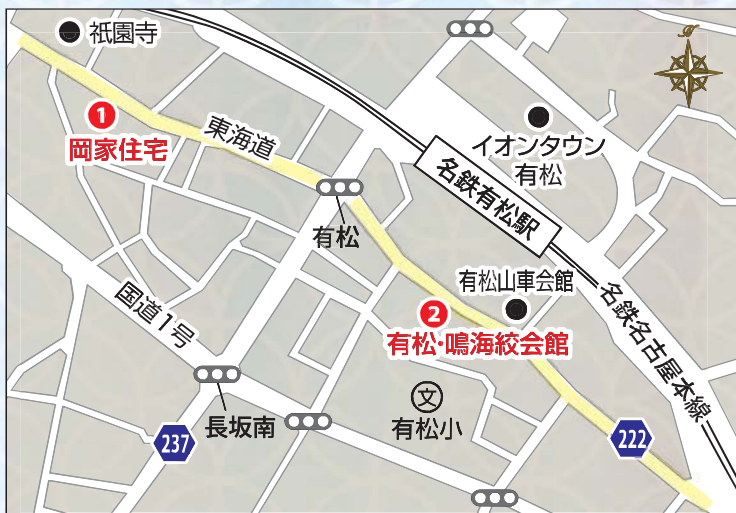 祇園寺
1
岡家住宅
東海道
イオンタウン
有松
名鉄有松駅
有松
有松山車会館
2
有松・鳴海絞会館
国道1号
名鉄名古屋本線
長坂南
文
有松小
237
222